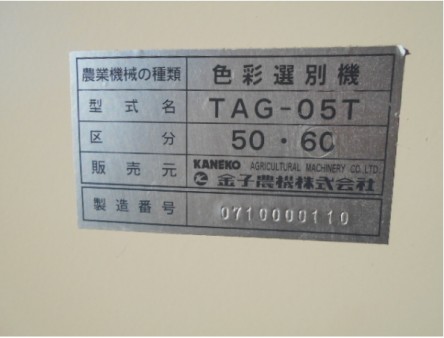 農業機械の種類 色彩選別機
型式名 TAG-05T
区分 50・60
販売元 KANEKO AGRICULTURAL MACHINERY CO.,LTD.
金子農機株式会社
製造番号 0710000110